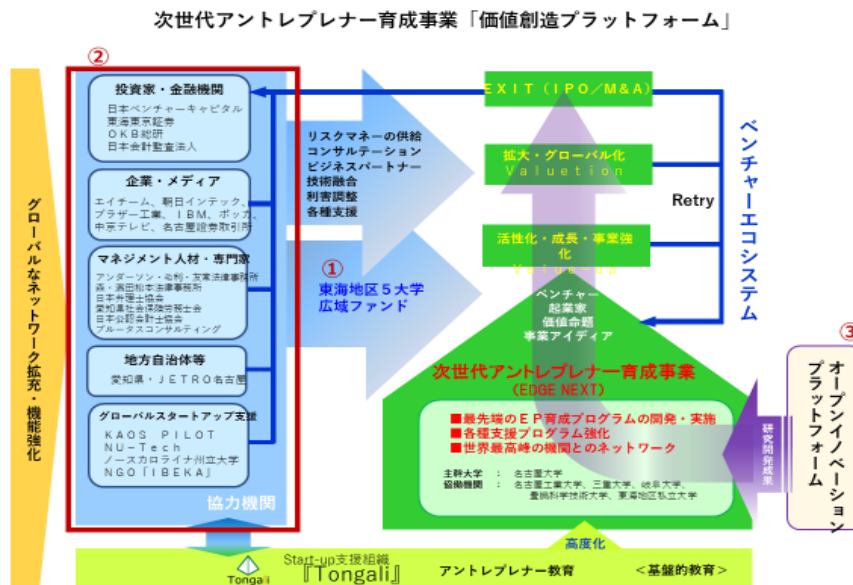 次世代アントレプレナー育成事業「価値創造プラットフォーム」
②
投資家・金融機関
日本ベンチャーキャピタル
東海東京証券
OKB総研
日本会計監査法人
企業・メディア
エイチーム、朝日インテック、
ブラザー工業、IBM、ポッカ、
中京テレビ、名古屋證券取引所
マネジメント人材・専門家
アンダーソン・毛利・友常法律事務所
森・濱田松本法律事務所
日本弁理士協会
愛知県社会保険労務士会
日本公認会計士協会
ブルータスコンサルティング
地方自治体等
愛知県・JETRO名古屋
グローバルスタートアップ支援
KAOS PILOT
NU-Tech
ノースカロライナ州立大学
NGO「IBEKA」
協力機関
グローバルなネットワーク拡充・機能強化
リスクマネーの供給
コンサルテーション
ビジネスパートナー
技術融合
利害調整
各種支援
①
東海地区5大学
広域ファンド
EXIT(IPO/M&A)
拡大・グローバル化
Valuetion
活性化・成長・事業強
化
Value-up
Retry
ベンチャーエコシステム
ベンチャー
起業家
価値命題
事業アイディア
次世代アントレプレナー育成事業
(EDGE NEXT)
■最先端のEP育成プログラムの開発・実施
■各種支援プログラム強化
■世界最高峰の機関とのネットワーク
主幹大学 : 名古屋大学
協働機関 : 名古屋工業大学、三重大学、岐阜大学、
豊橋科学技術大学、東海地区私立大学
③
オープンイノベーション
プラットフォーム
研究開発成果
高度化
Tongali
Start-up支援組織
『Tongali』
アントレプレナー教育
<基盤的教育>